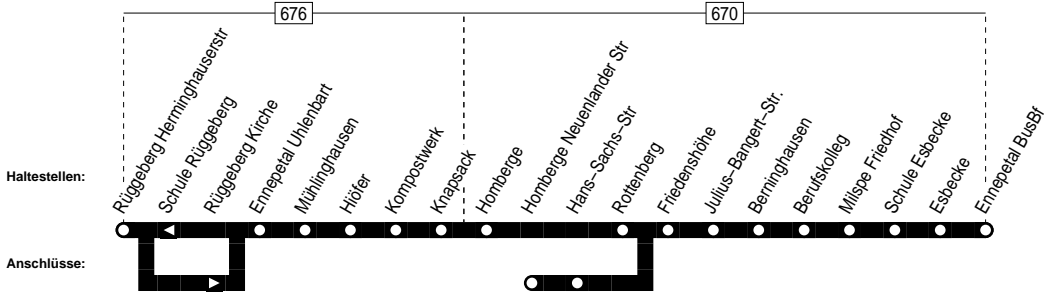 676
670
Rüggeberg Herminghauserstr
Schule Rüggeberg
Rüggeberg Kirche
Ennepetal Uhlenbart
Mühlinghausen
Hiöfer
Kompostwerk
Knapsack
Homberge
Homberge Neuenlander Str
Hans-Sachs-Str
Rottenberg
Friedenshöhe
Julius-Bangert-Str.
Berninghausen
Berufskolleg
Milspe Friedhof
Schule Esbecke
Esbecke
Ennepetal BusBf
Haltestellen:
Anschlüsse: